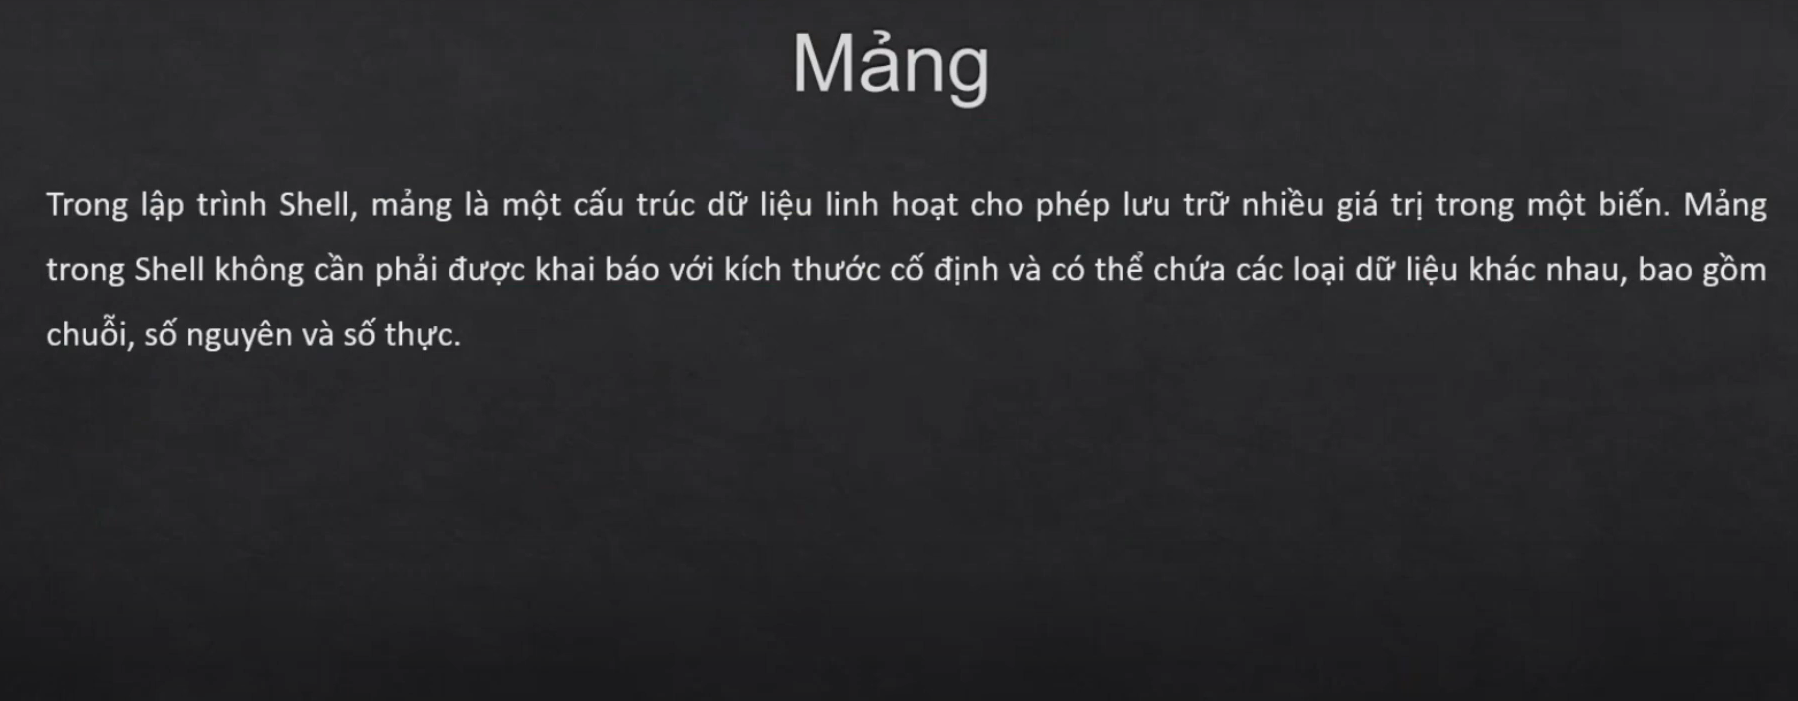 Mảng
Trong lập trình Shell, mảng là một cấu trúc dữ liệu linh hoạt cho phép lưu trữ nhiều giá trị trong một biến. Mảng
trong Shell không cần phải được khai báo với kích thước cố định và có thể chứa các loại dữ liệu khác nhau, bao gồm
chuỗi, số nguyên và số thực.